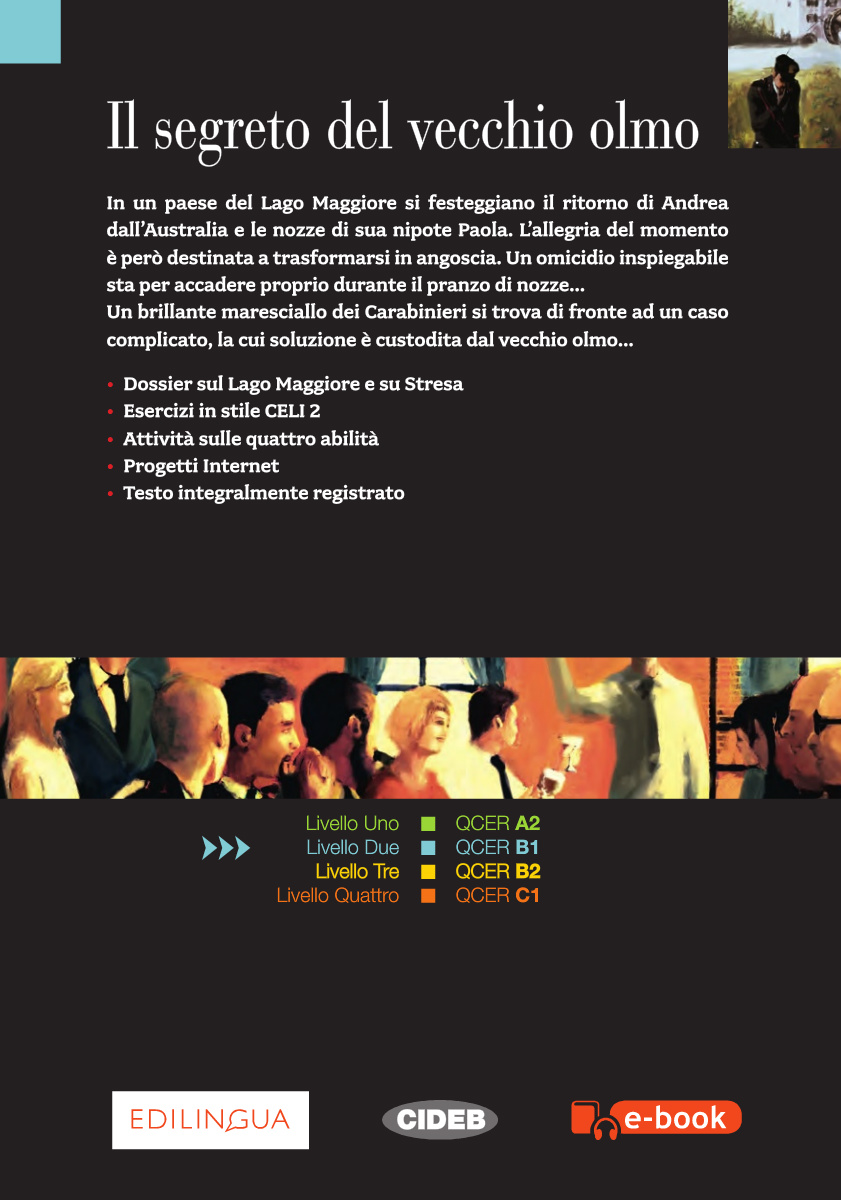 Il segreto del vecchio olmo
In un paese del Lago Maggiore si festeggiano il ritorno di Andrea
dall’Australia e le nozze di sua nipote Paola. L’allegria del momento
è però destinata a trasformarsi in angoscia. Un omicidio inspiegabile
sta per accadere proprio durante il pranzo di nozze...
Un brillante maresciallo dei Carabinieri si trova di fronte ad un caso
complicato, la cui soluzione è custodita dal vecchio olmo...
• Dossier sul Lago Maggiore e su Stresa
• Esercizi in stile CELI 2
• Attività sulle quattro abilità
• Progetti Internet
• Testo integralmente registrato
Livello Uno QCER A2
Livello Due QCER B1
Livello Tre QCER B2
Livello Quattro QCER C1
EDILINGUA
CIDEB
e-book